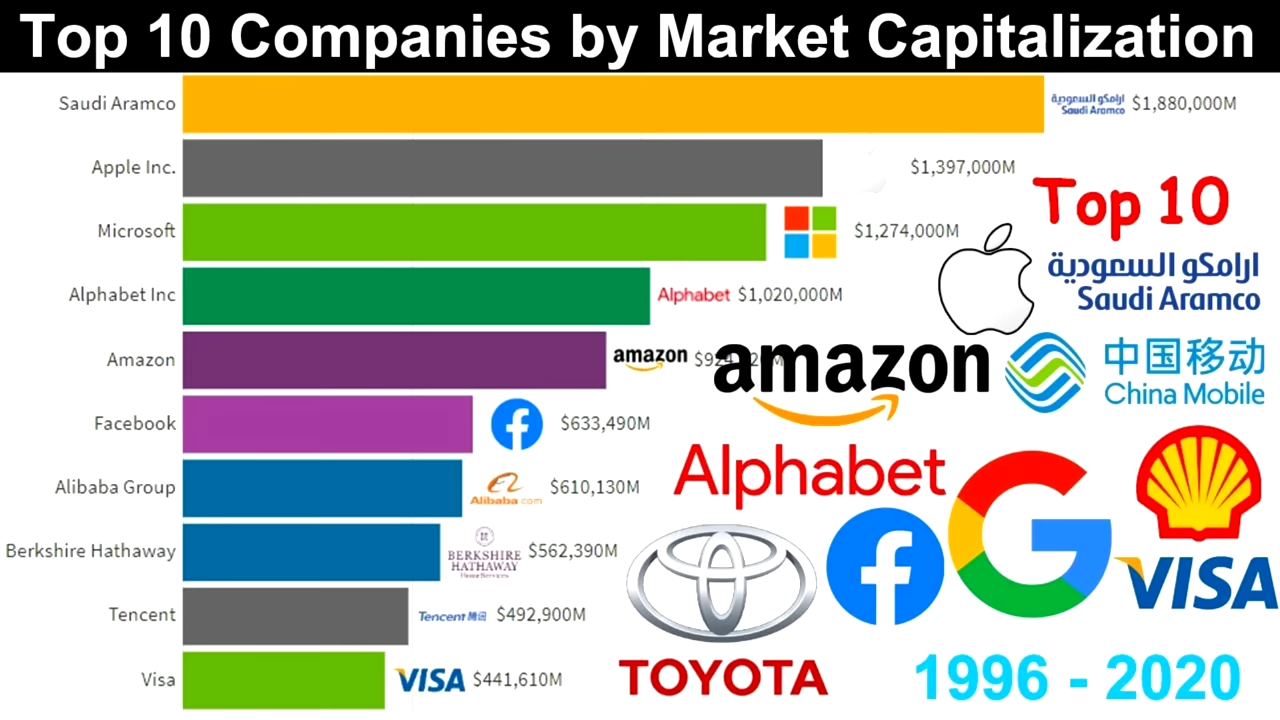 Top 10 Companies by Market Capitalization
Saudi Aramco
أرامكو السعودية
Saudi Aramco
$1,880,000M
Apple Inc.
$1,397,000M
Microsoft
$1,274,000M
Alphabet Inc
Alphabet
$1,020,000M
Amazon
amazon
Facebook
$633,490M
Alibaba Group
Alibaba.com
$610,130M
Berkshire Hathaway
BERKSHIRE
HATHAWAY
HomeServices
$562,390M
Tencent
Tencent 腾讯
$492,900M
Visa
VISA
$441,610M
Top 10
أرامكو السعودية
Saudi Aramco
amazon
中国移动
China Mobile
Alphabet
VISA
TOYOTA
1996 - 2020